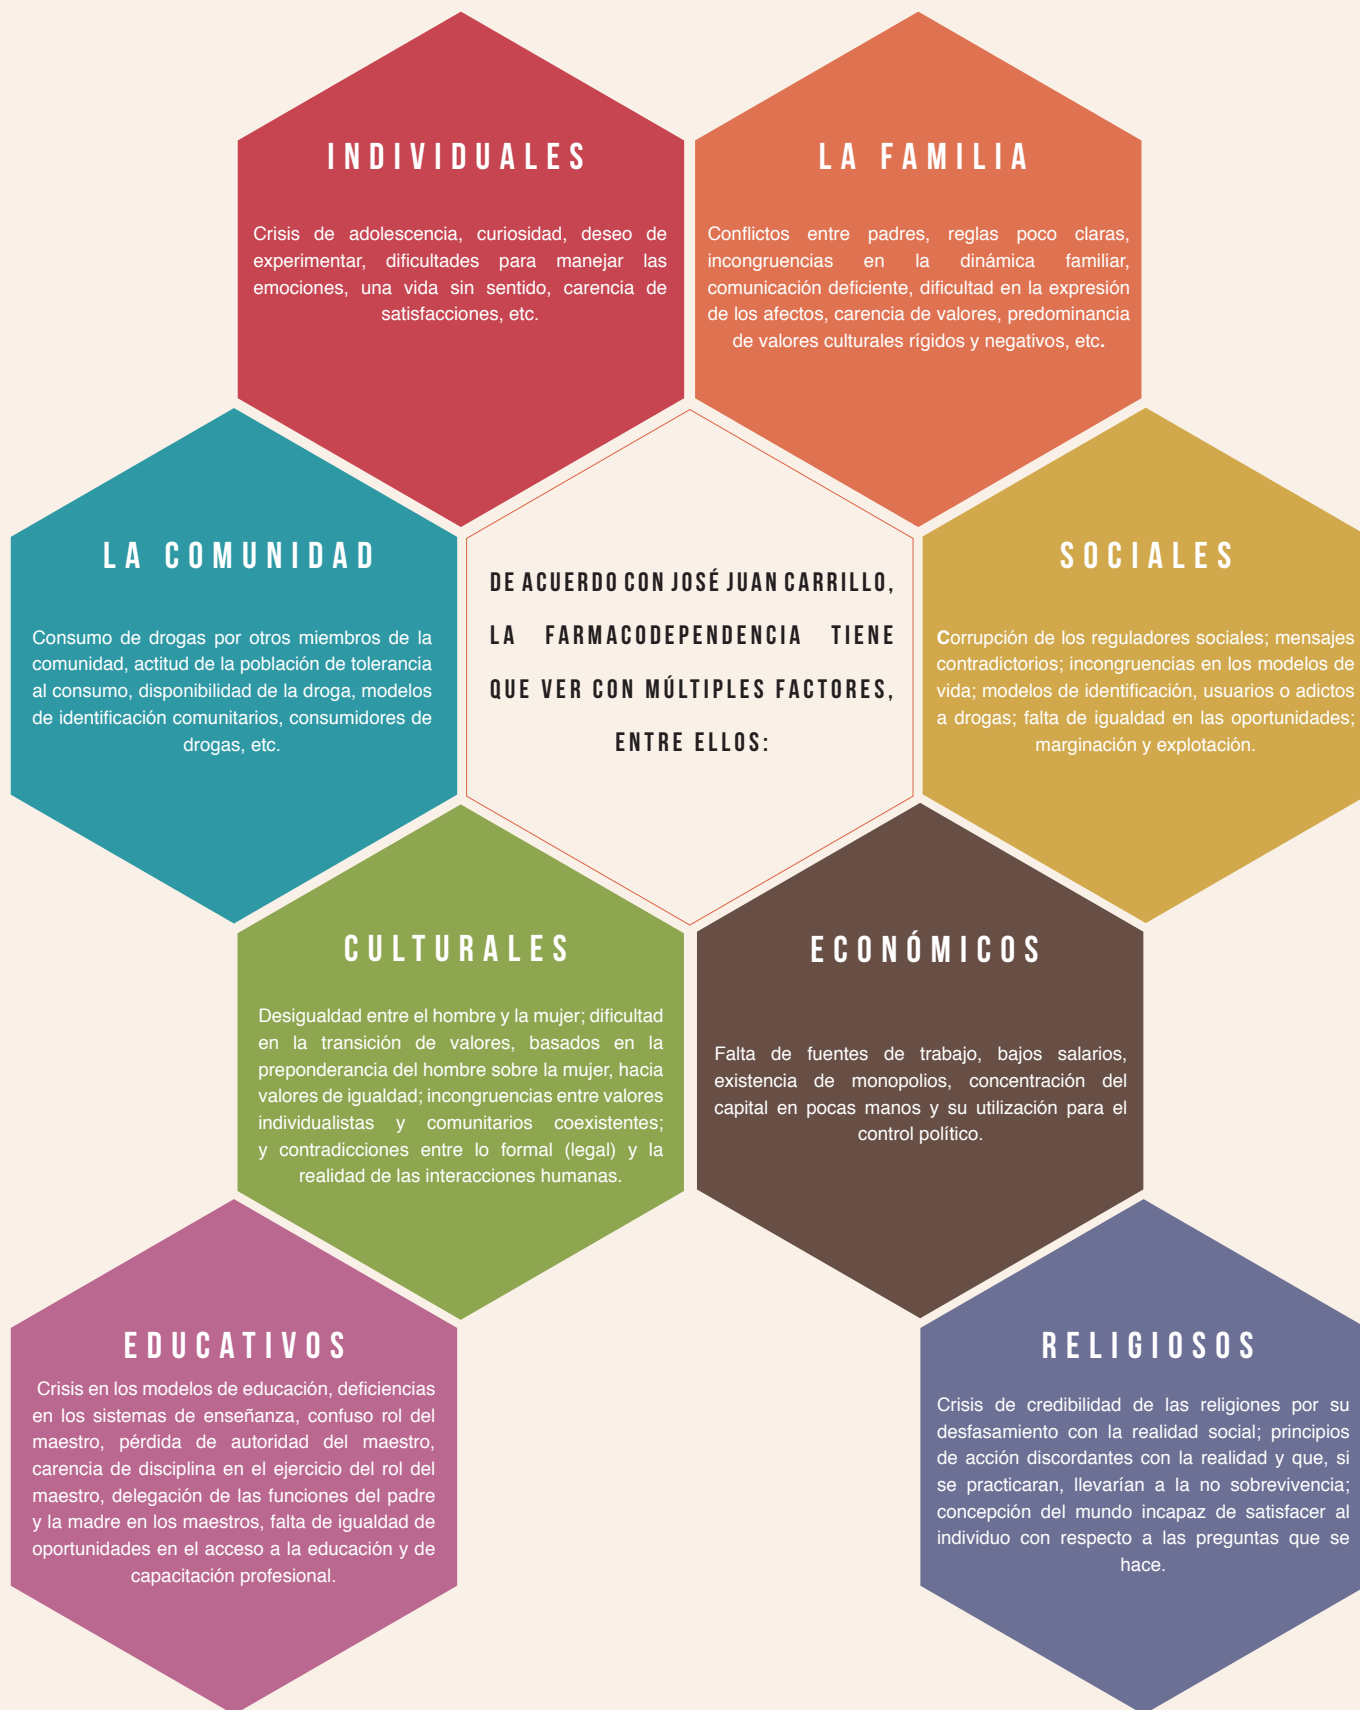 INDIVIDUALES
Crisis de adolescencia, curiosidad, deseo de
experimentar, dificultades para manejar las
emociones, una vida sin sentido, carencia de
satisfacciones, etc.
LA FAMILIA
Conflictos entre padres, reglas poco claras,
incongruencias en la dinámica familiar,
comunicación deficiente, dificultad en la expresión
de los afectos, carencia de valores, predominancia
de valores culturales rígidos y negativos, etc.
LA COMUNIDAD
Consumo de drogas por otros miembros de la
comunidad, actitud de la población de tolerancia
al consumo, disponibilidad de la droga, modelos
de identificación comunitarios, consumidores de
drogas, etc.
DE ACUERDO CON JOSÉ JUAN CARRILLO,
LA FARMACODEPENDENCIA TIENE
QUE VER CON MÚLTIPLES FACTORES,
ENTRE ELLOS:
SOCIALES
Corrupción de los reguladores sociales; mensajes
contradictorios; incongruencias en los modelos de
vida; modelos de identificación, usuarios o adictos
a drogas; falta de igualdad en las oportunidades;
marginación y explotación.
CULTURALES
Desigualdad entre el hombre y la mujer; dificultad
en la transición de valores, basados en la
preponderancia del hombre sobre la mujer, hacia
valores de igualdad; incongruencias entre valores
individualistas y comunitarios coexistentes;
y contradicciones entre lo formal (legal) y la
realidad de las interacciones humanas.
ECONÓMICOS
Falta de fuentes de trabajo, bajos salarios,
existencia de monopolios, concentración del
capital en pocas manos y su utilización para el
control político.
EDUCATIVOS
Crisis en los modelos de educación, deficiencias
en los sistemas de enseñanza, confuso rol del
maestro, pérdida de autoridad del maestro,
carencia de disciplina en el ejercicio del rol del
maestro, delegación de las funciones del padre
y la madre en los maestros, falta de igualdad de
oportunidades en el acceso a la educación y de
capacitación profesional.
RELIGIOSOS
Crisis de credibilidad de las religiones por su
desfasamiento con la realidad social; principios
de acción discordantes con la realidad y que, si
se practicaran, llevarían a la no sobrevivencia;
concepción del mundo incapaz de satisfacer al
individuo con respecto a las preguntas que se
hace.